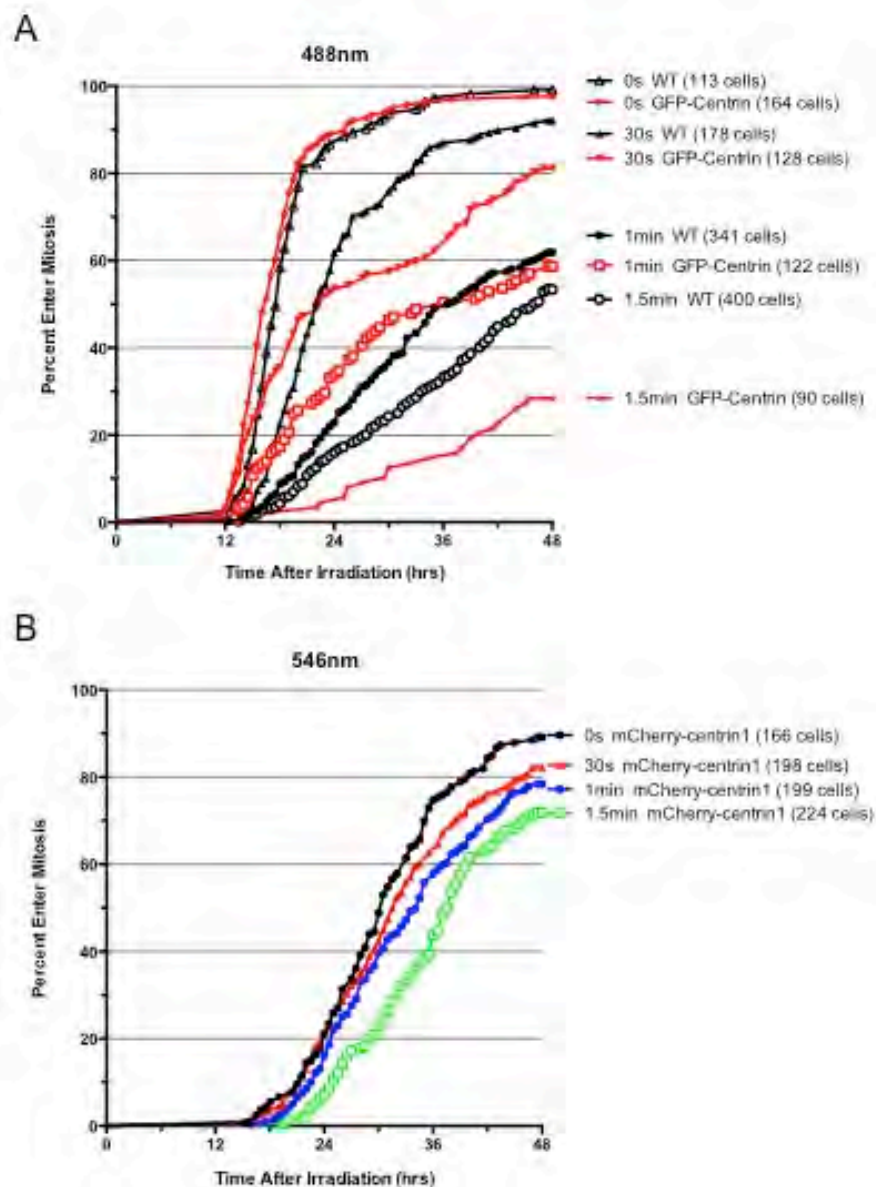 A
488nm
100
80
60
40
20
0
0 12 24 36 48
Percent Enter Mitosis
Time After Irradiation (hrs)
0s WT (113 cells)
0s GFP-Centrin (164 cells)
30s WT (178 cells)
30s GFP-Centrin (128 cells)
1min WT (341 cells)
1min GFP-Centrin (122 cells)
1.5min WT (400 cells)
1.5min GFP-Centrin (90 cells)
B
546nm
100
80
60
40
20
0
0 12 24 36 48
Percent Enter Mitosis
Time After Irradiation (hrs)
0s mCherry-centrin1 (166 cells)
30s mCherry-centrin1 (198 cells)
1min mCherry-centrin1 (199 cells)
1.5min mCherry-centrin1 (224 cells)